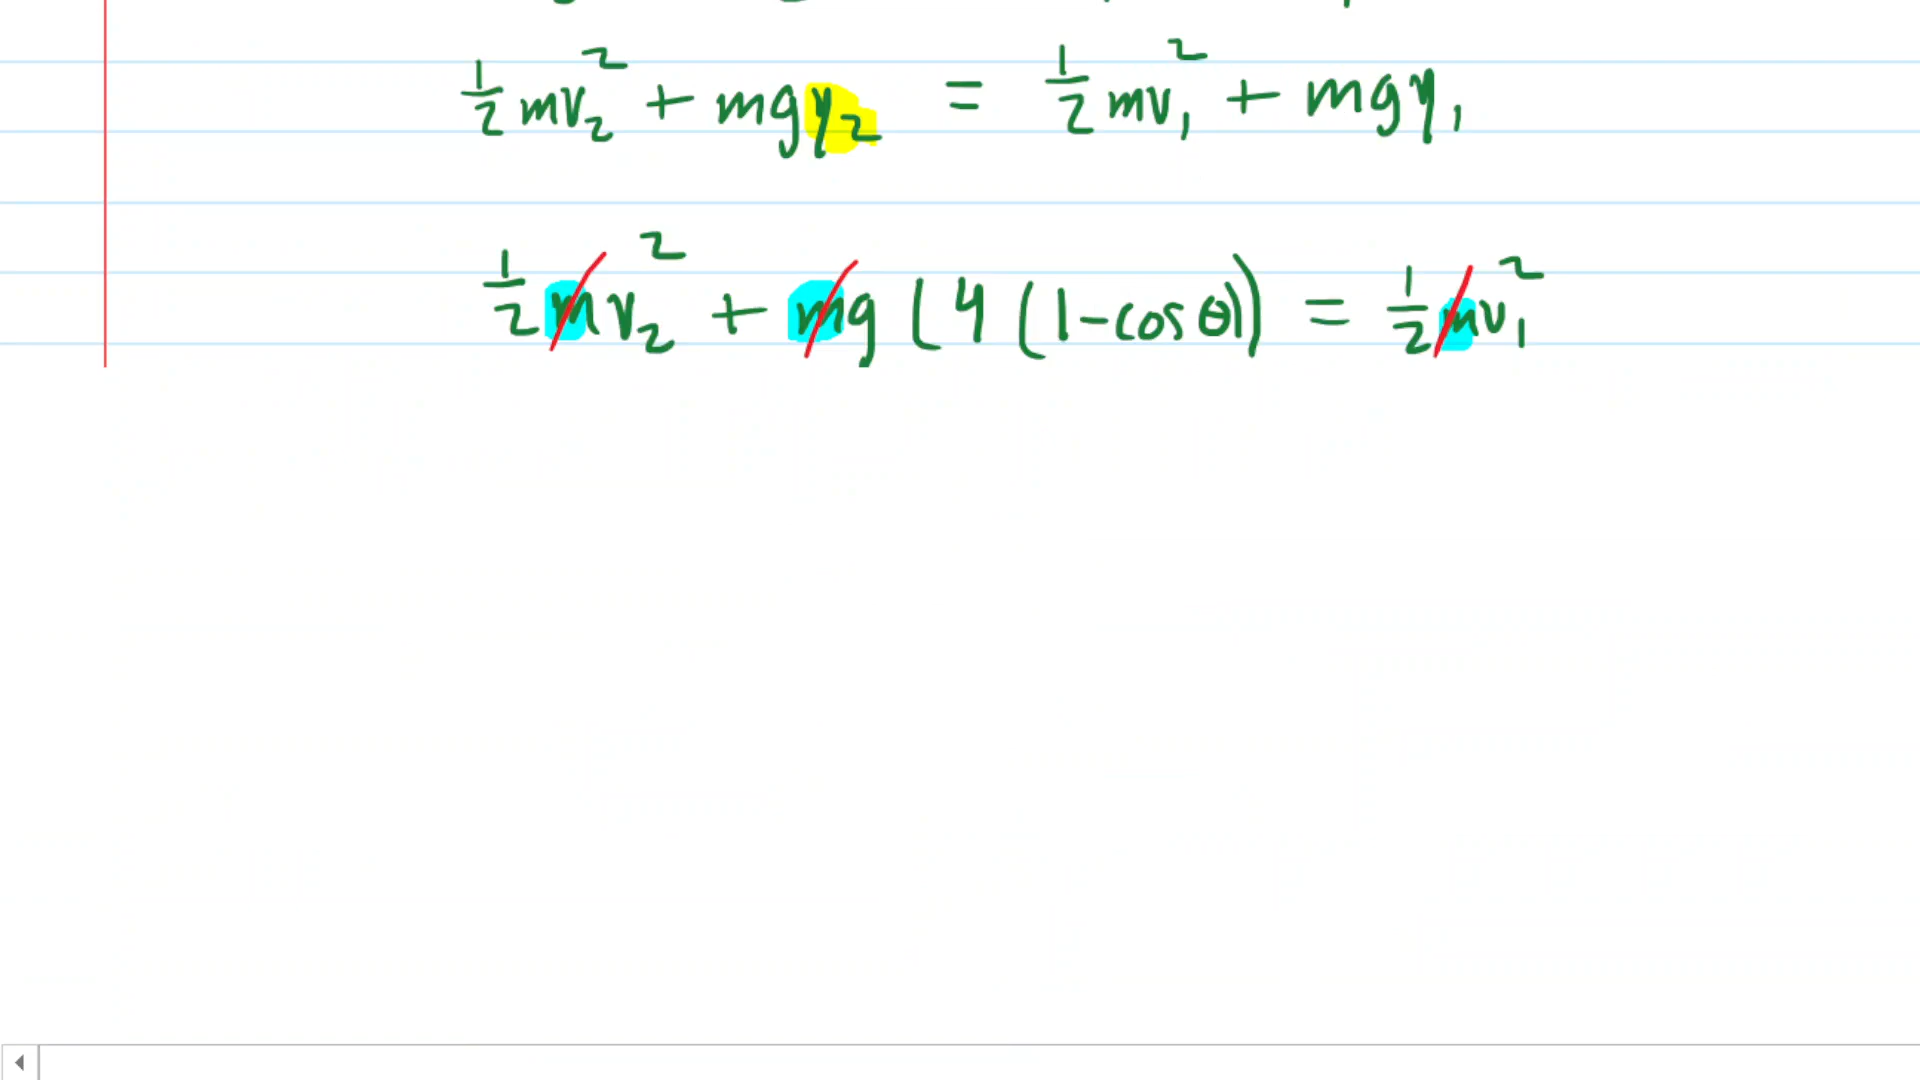 ½mv₂² + mgy₂ = ½mv₁² + mgy₁
½mv₂² + mg(4(1-cosθ)) = ½mv₁²